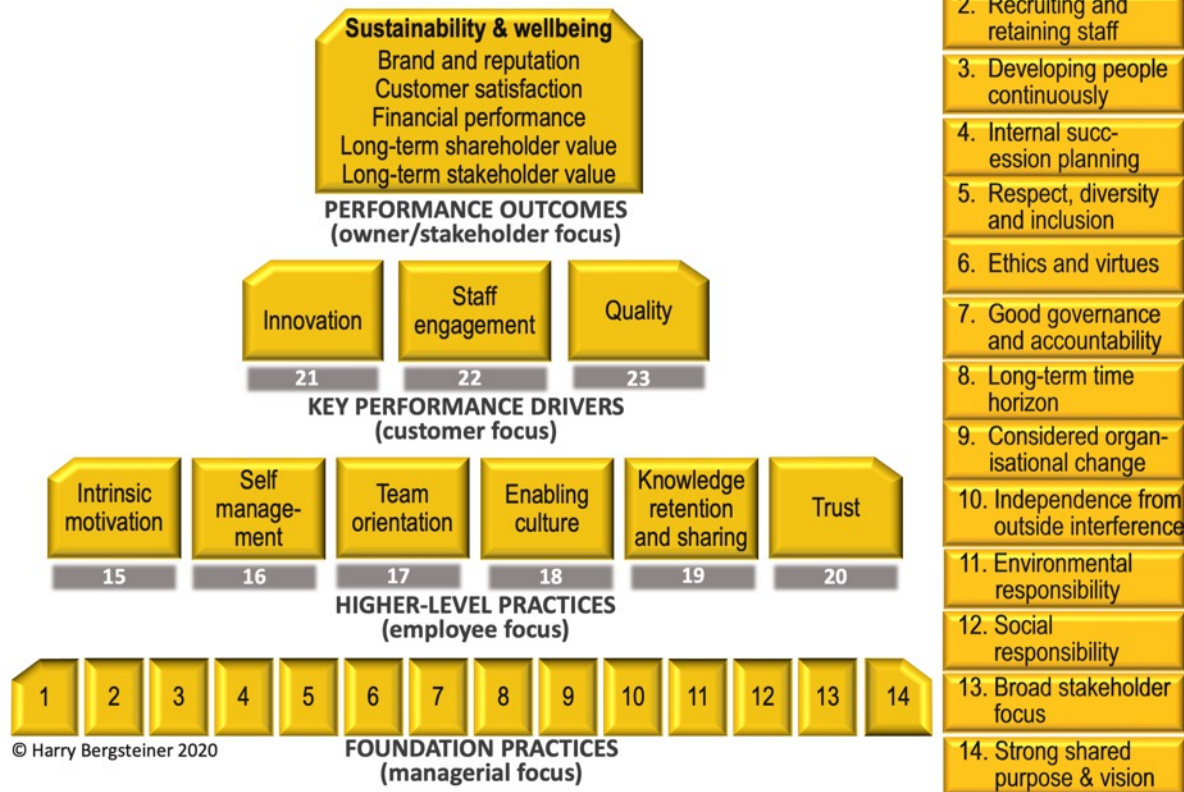 Sustainability & wellbeing
Brand and reputation
Customer satisfaction
Financial performance
Long-term shareholder value
Long-term stakeholder value
PERFORMANCE OUTCOMES
(owner/stakeholder focus)
Innovation
Staff
engagement
Quality
21
22
23
KEY PERFORMANCE DRIVERS
(customer focus)
Intrinsic
motivation
Self
manage-
ment
Team
orientation
Enabling
culture
Knowledge
retention
and sharing
Trust
15
16
17
18
19
20
HIGHER-LEVEL PRACTICES
(employee focus)
1
2
3
4
5
6
7
8
9
10
11
12
13
14
© Harry Bergsteiner 2020
FOUNDATION PRACTICES
(managerial focus)
2. Recruiting and
retaining staff
3. Developing people
continuously
4. Internal succ-
ession planning
5. Respect, diversity
and inclusion
6. Ethics and virtues
7. Good governance
and accountability
8. Long-term time
horizon
9. Considered organ-
isational change
10. Independence from
outside interference
11. Environmental
responsibility
12. Social
responsibility
13. Broad stakeholder
focus
14. Strong shared
purpose & vision